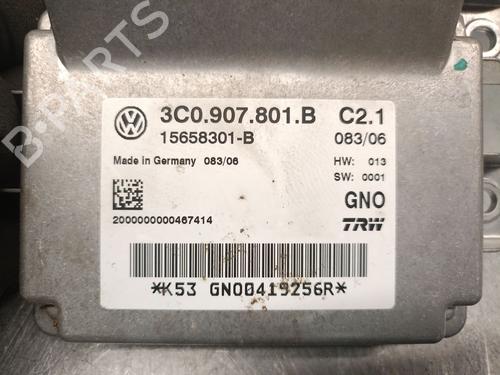 B-PARTS
3C0.907.801.B C2.1
15658301-B 083/06
Made in Germany 083/06 HW: 013
SW: 0001
GNO
2000000000467414 TRW
*K53 GNO0419256R*